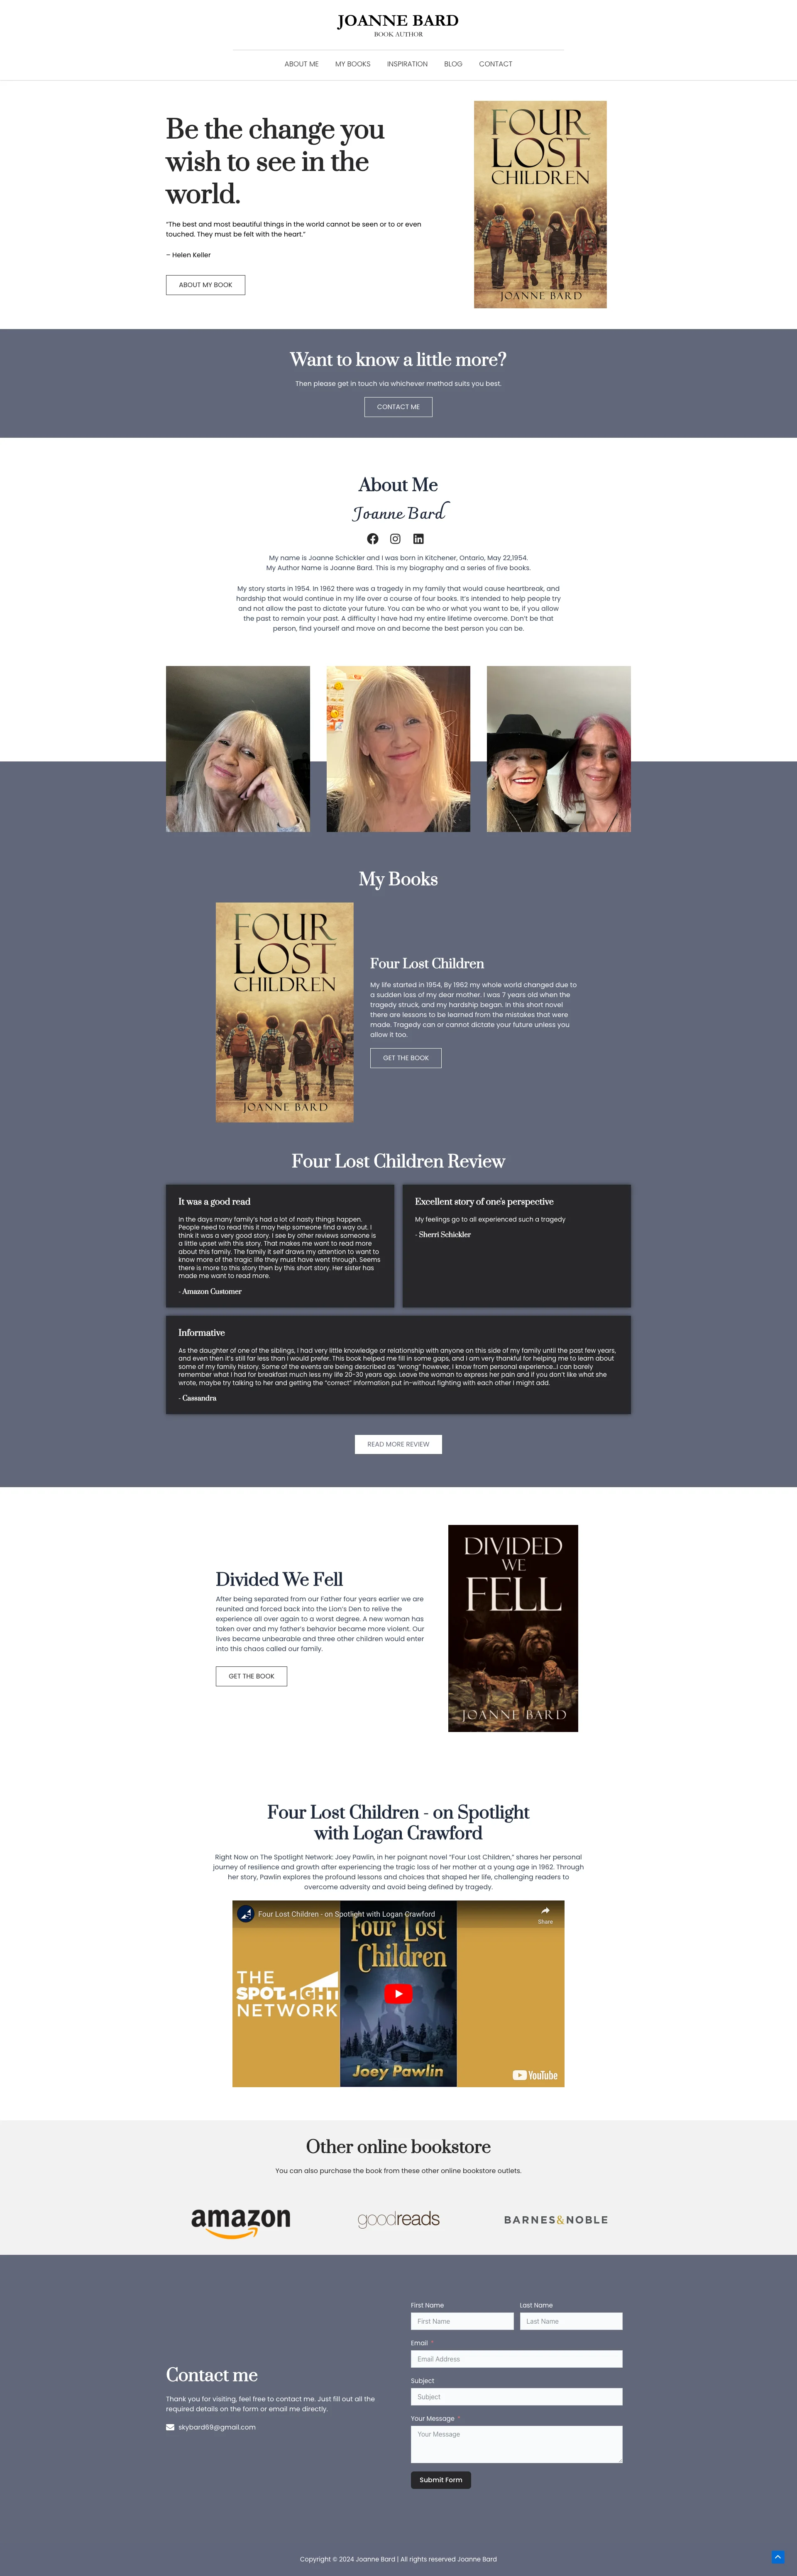 JOANNE BARD
BOOK AUTHOR
ABOUT ME
MY BOOKS
INSPIRATION
BLOG
CONTACT
Be the change you
wish to see in the
world.
“The best and most beautiful things in the world cannot be seen or to or even
touched. They must be felt with the heart.”
– Helen Keller
ABOUT MY BOOK
FOUR
LOST
CHILDREN
JOANNE BARD
Want to know a little more?
Then please get in touch via whichever method suits you best.
CONTACT ME
About Me
Joanne Bard
My name is Joanne Schickler and I was born in Kitchener, Ontario, May 22,1954.
My Author Name is Joanne Bard. This is my biography and a series of five books.
My story starts in 1954. In 1962 there was a tragedy in my family that would cause heartbreak, and
hardship that would continue in my life over a course of four books. It’s intended to help people try
and not allow the past to dictate your future. You can be who or what you want to be, if you allow
the past to remain your past. A difficulty I have had my entire lifetime overcome. Don’t be that
person, find yourself and move on and become the best person you can be.
My Books
FOUR
LOST
CHILDREN
JOANNE BARD
Four Lost Children
My life started in 1954, By 1962 my whole world changed due to
a sudden loss of my dear mother. I was 7 years old when the
tragedy struck, and my hardship began. In this short novel
there are lessons to be learned from the mistakes that were
made. Tragedy can or cannot dictate your future unless you
allow it too.
GET THE BOOK
Four Lost Children Review
It was a good read
In the days many family’s had a lot of nasty things happen.
People need to read this it may help someone find a way out. I
think it was a very good story. I see by other reviews someone is
a little upset with this story. That makes me want to read more
about this family. The family it self draws my attention to want to
know more of the tragic life they must have went through. Seems
there is more to this story then by this short story. Her sister has
made me want to read more.
- Amazon Customer
Excellent story of one's perspective
My feelings go to all experienced such a tragedy
- Sherri Schickler
Informative
As the daughter of one of the siblings, I had very little knowledge or relationship with anyone on this side of my family until the past few years,
and even then it’s still far less than I would prefer. This book helped me fill in some gaps, and I am very thankful for helping me to learn about
some of my family history. Some of the events are being described as “wrong” however, I know from personal experience…I can barely
remember what I had for breakfast much less my life 20-30 years ago. Leave the woman to express her pain and if you don’t like what she
wrote, maybe try talking to her and getting the “correct” information put in-without fighting with each other I might add.
- Cassandra
READ MORE REVIEW
Divided We Fell
After being separated from our Father four years earlier we are
reunited and forced back into the Lion’s Den to relive the
experience all over again to a worst degree. A new woman has
taken over and my father’s behavior became more violent. Our
lives became unbearable and three other children would enter
into this chaos called our family.
GET THE BOOK
DIVIDED
WE
FELL
JOANNE BARD
Four Lost Children - on Spotlight
with Logan Crawford
Right Now on The Spotlight Network: Joey Pawlin, in her poignant novel “Four Lost Children,” shares her personal
journey of resilience and growth after experiencing the tragic loss of her mother at a young age in 1962. Through
her story, Pawlin explores the profound lessons and choices that shaped her life, challenging readers to
overcome adversity and avoid being defined by tragedy.
Four Lost Children - on Spotlight with Logan Crawford
Share
THE
SPOTLIGHT
NETWORK
Four Lost
Children
Joey Pawlin
YouTube
Other online bookstore
You can also purchase the book from these other online bookstore outlets.
amazon
goodreads
BARNES&NOBLE
Contact me
Thank you for visiting, feel free to contact me. Just fill out all the
required details on the form or email me directly.
skybard69@gmail.com
First Name
Last Name
First Name
Last Name
Email *
Email Address
Subject
Subject
Your Message *
Your Message
Submit Form
Copyright © 2024 Joanne Bard | All rights reserved Joanne Bard